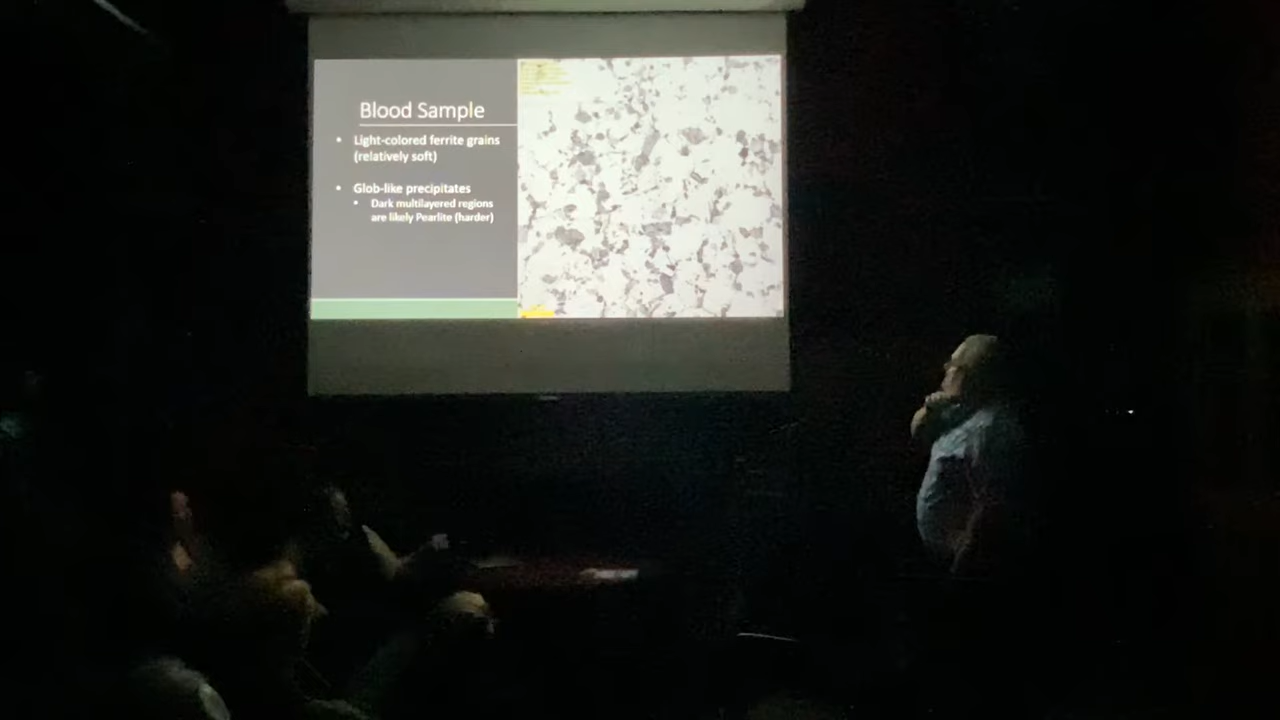 Blood Sample
• Light-colored ferrite grains
(relatively soft)
• Glob-like precipitates
• Dark multilayered regions
are likely Pearlite (harder)